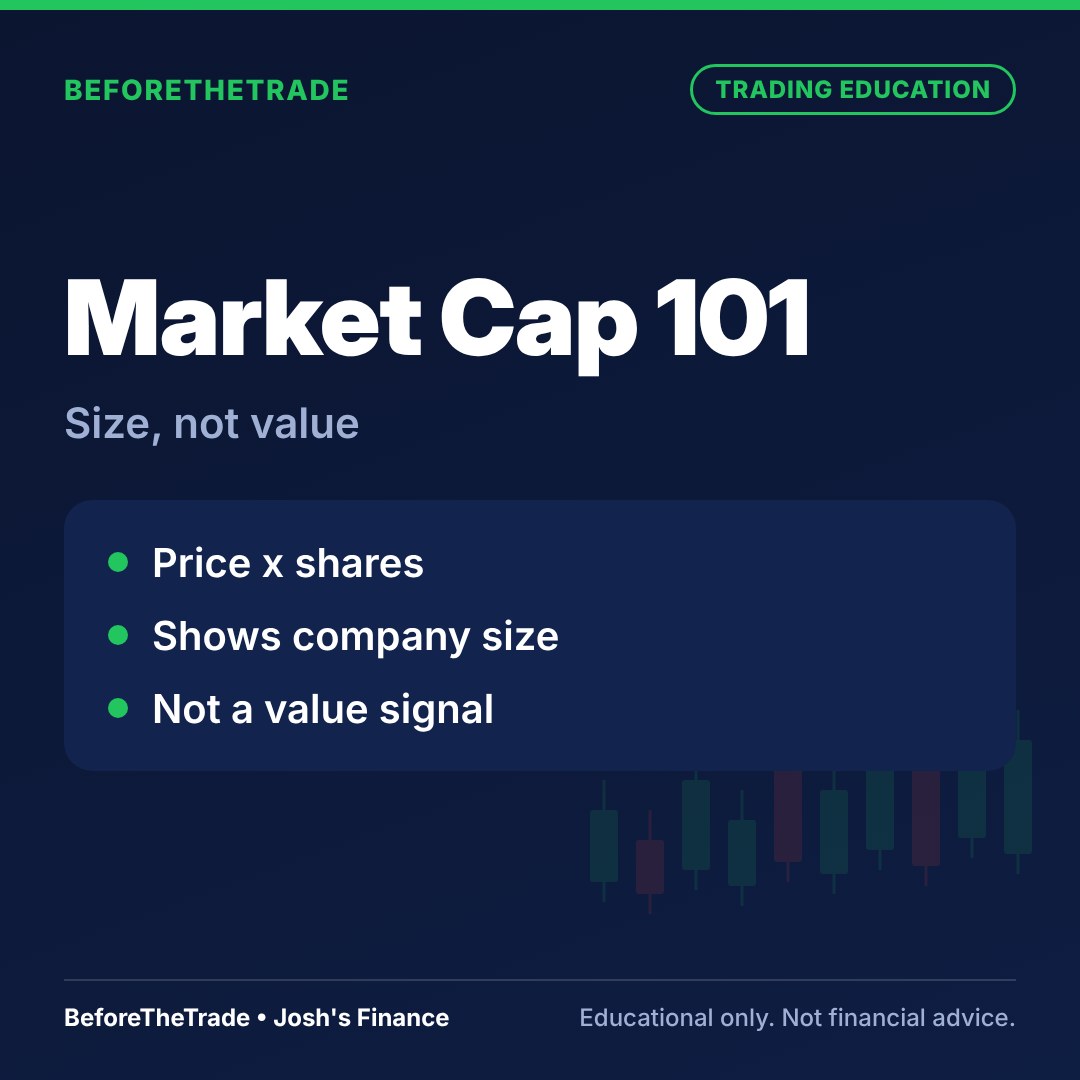 BEFORETHETRADE
TRADING EDUCATION
Market Cap 101
Size, not value
Price x shares
Shows company size
Not a value signal
BeforeTheTrade • Josh's Finance
Educational only. Not financial advice.